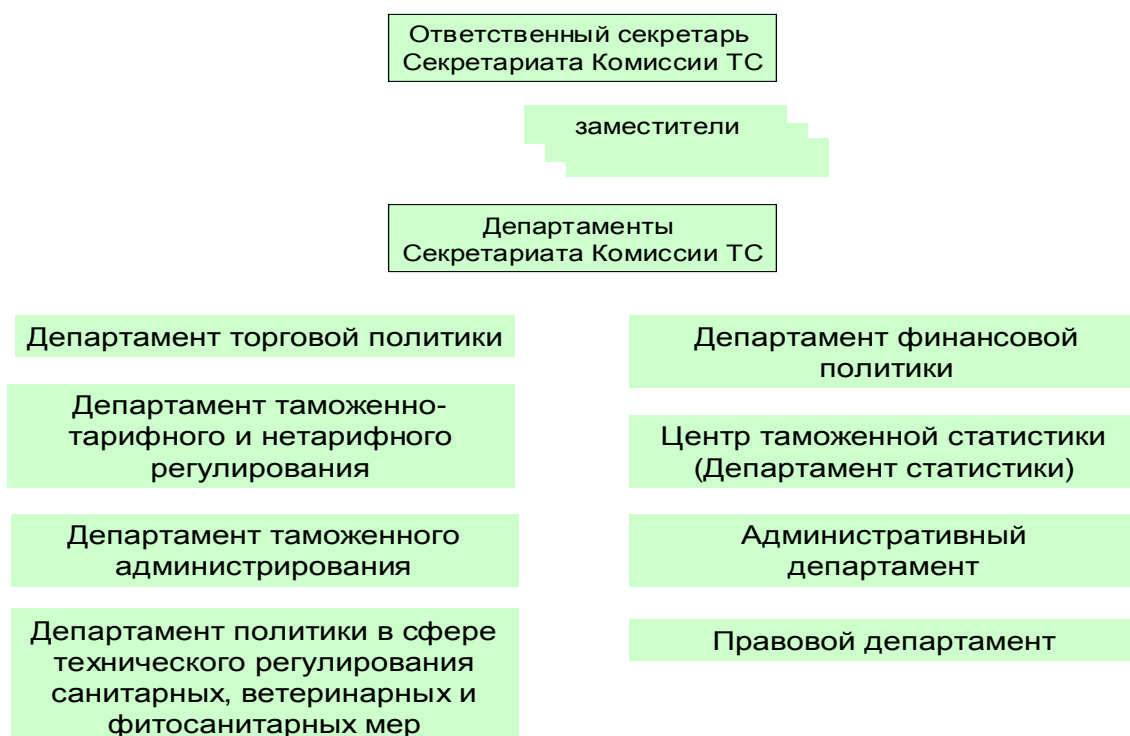 Ответственный секретарь
Секретариата Комиссии ТС
заместители
Департаменты
Секретариата Комиссии ТС
Департамент торговой политики
Департамент таможенно-
тарифного и нетарифного
регулирования
Департамент таможенного
администрирования
Департамент политики в сфере
технического регулирования
санитарных, ветеринарных и
фитосанитарных мер
Департамент финансовой
политики
Центр таможенной статистики
(Департамент статистики)
Административный
департамент
Правовой департамент